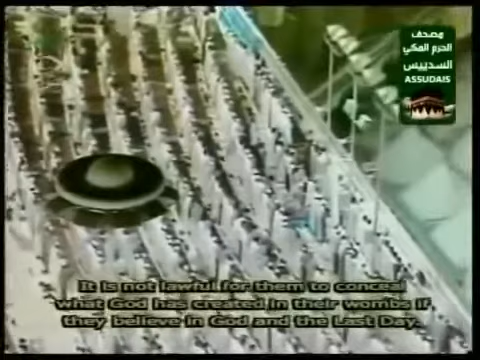 مصحف
الحرم المكي
السديس
ASSUDAIS
It is not lawful for them to conceal
what God has created in their wombs if
they believe in God and the Last Day.